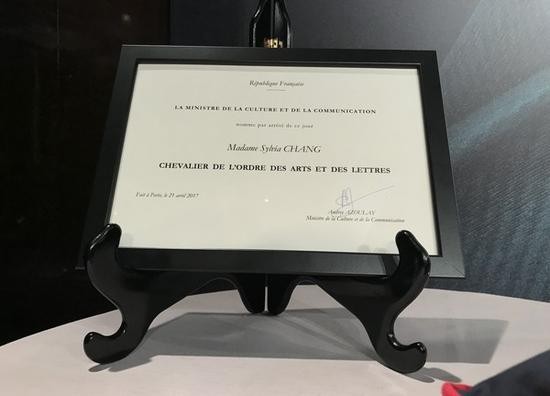 République Française
LA MINISTRE DE LA CULTURE ET DE LA COMMUNICATION
nomme par arrêté de ce jour
Madame Sylvia CHANG
CHEVALIER DE L'ORDRE DES ARTS ET DES LETTRES
Fait à Paris, le 21 avril 2017
Audrey AZOULAY
Ministre de la Culture et de la Communication